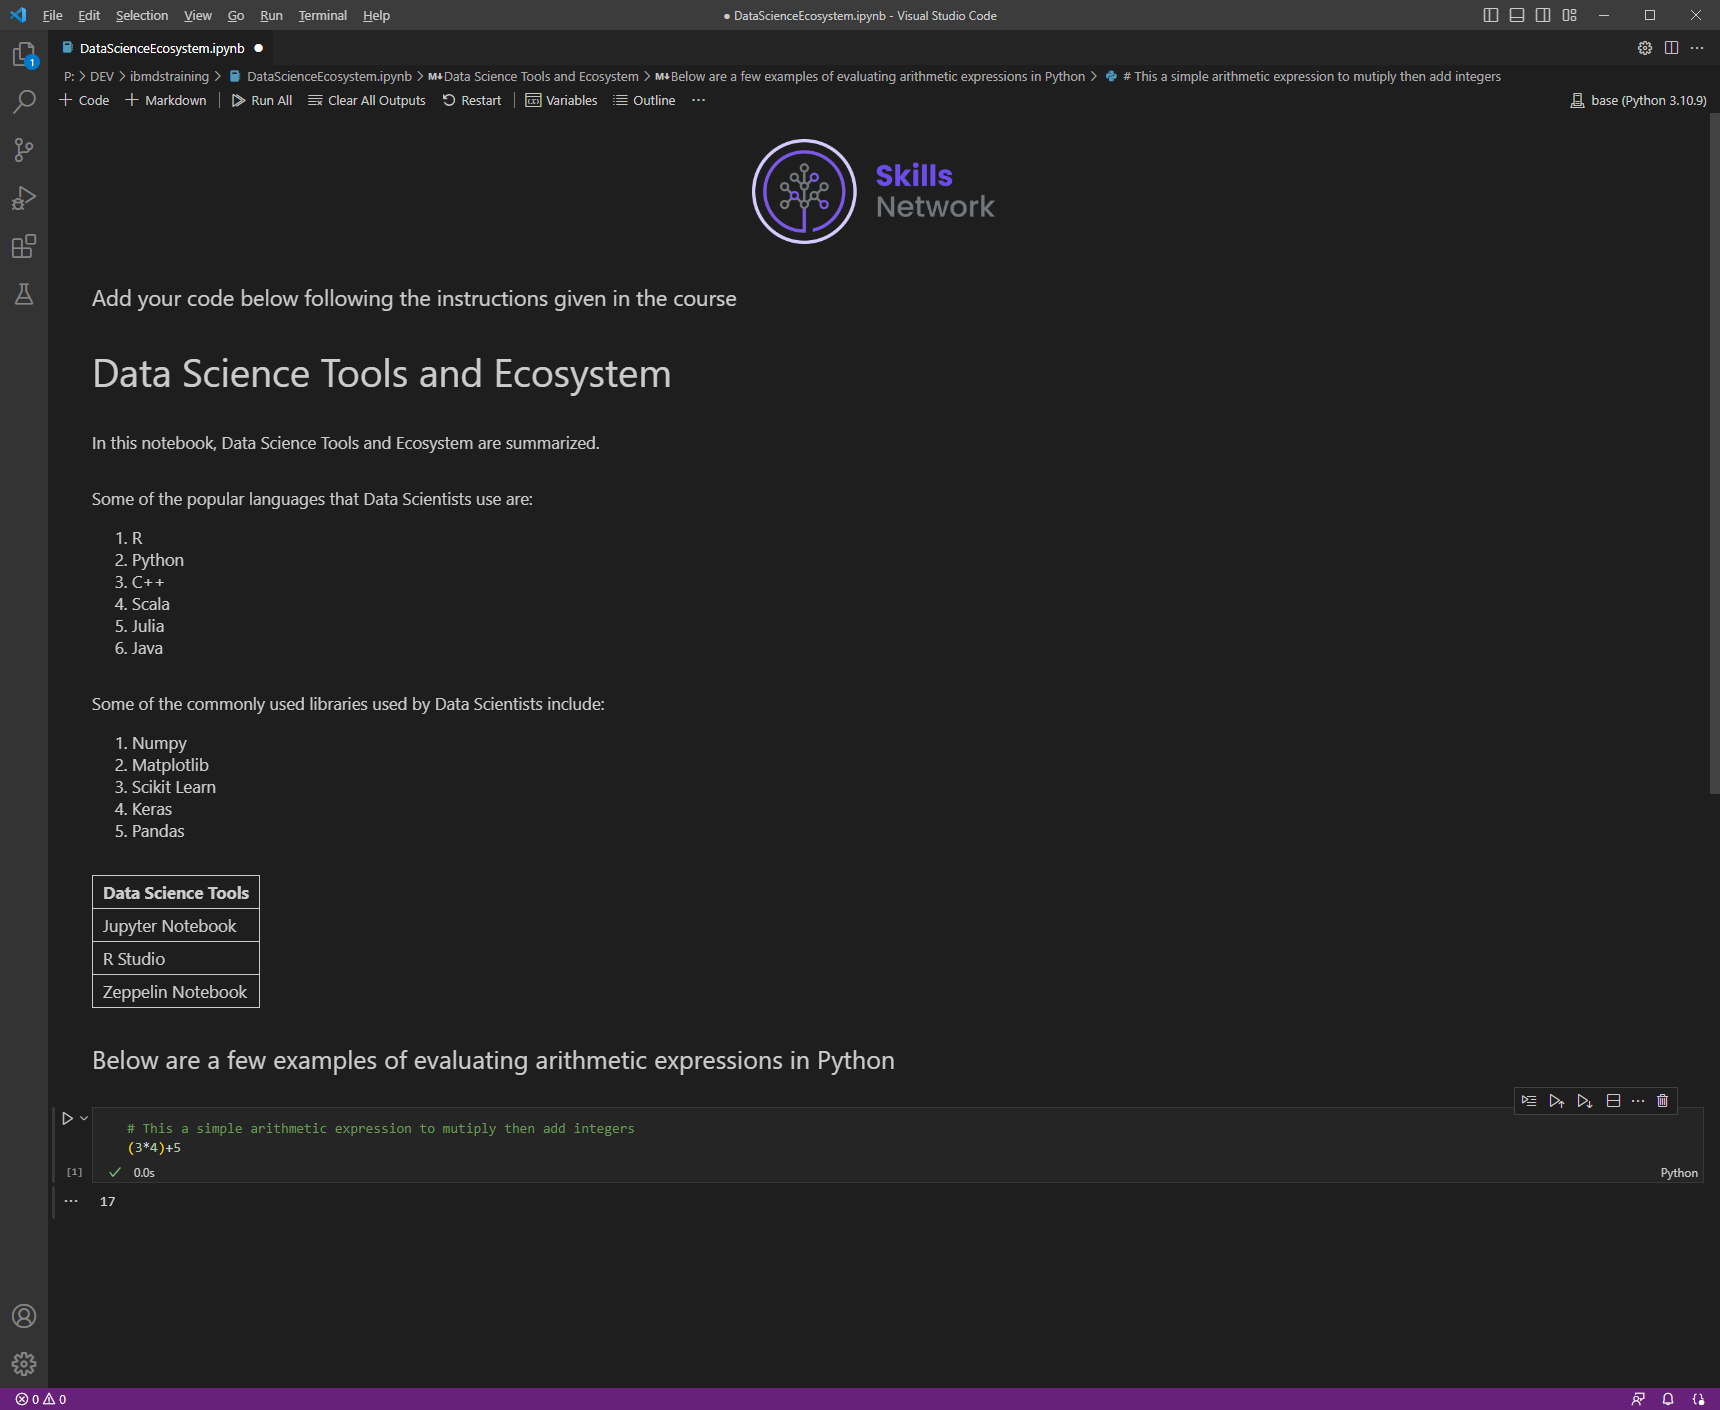 File Edit Selection View Go Run Terminal Help
● DataScienceEcosystem.ipynb - Visual Studio Code
1
DataScienceEcosystem.ipynb ●
P: > DEV > ibmdstraining > DataScienceEcosystem.ipynb > M↓Data Science Tools and Ecosystem > M↓Below are a few examples of evaluating arithmetic expressions in Python > # This a simple arithmetic expression to mutiply then add integers
+ Code + Markdown | Run All Clear All Outputs Restart | Variables Outline ...
base (Python 3.10.9)
Skills
Network
Add your code below following the instructions given in the course
Data Science Tools and Ecosystem
In this notebook, Data Science Tools and Ecosystem are summarized.
Some of the popular languages that Data Scientists use are:
1. R
2. Python
3. C++
4. Scala
5. Julia
6. Java
Some of the commonly used libraries used by Data Scientists include:
1. Numpy
2. Matplotlib
3. Scikit Learn
4. Keras
5. Pandas
Data Science Tools
Jupyter Notebook
R Studio
Zeppelin Notebook
Below are a few examples of evaluating arithmetic expressions in Python
# This a simple arithmetic expression to mutiply then add integers
(3*4)+5
[1] ✓ 0.0s
Python
... 17
0 0